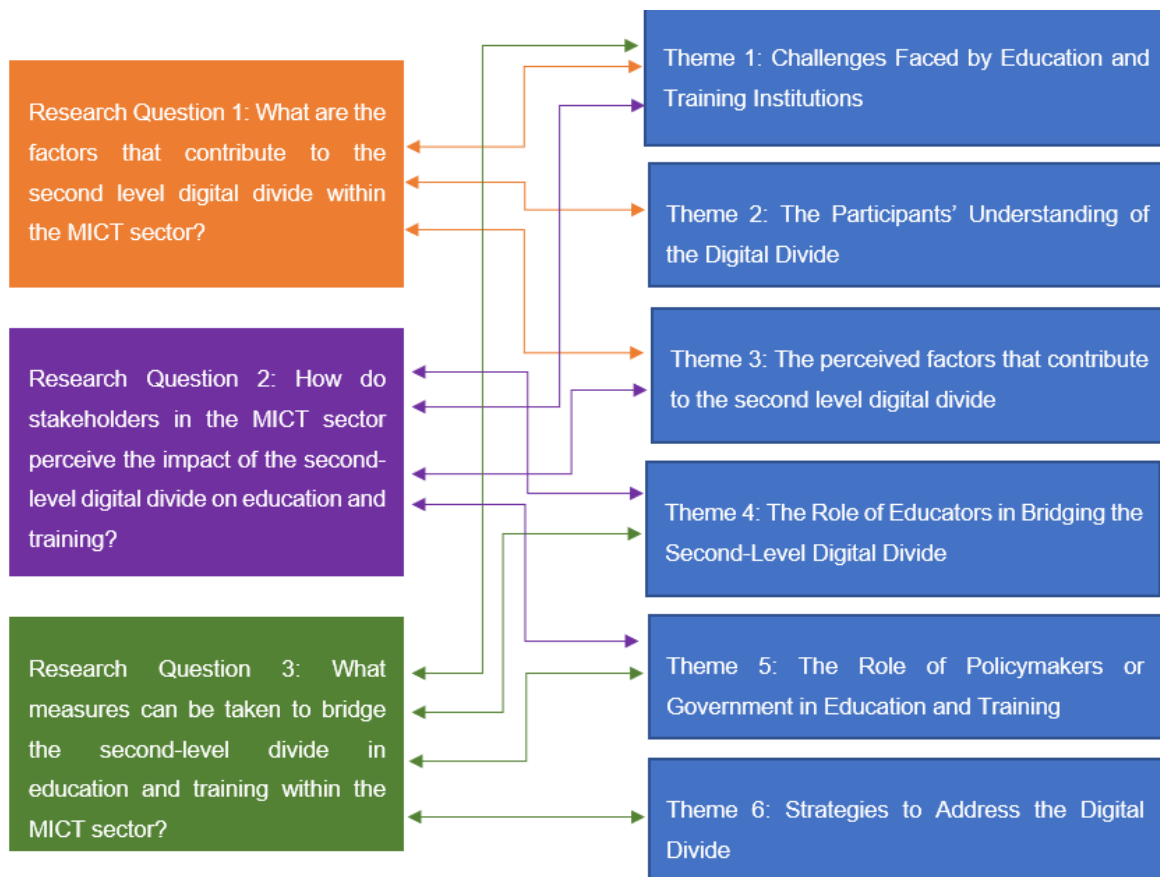 Research Question 1: What are the
factors that contribute to the
second level digital divide within
the MICT sector?
Research Question 2: How do
stakeholders in the MICT sector
perceive the impact of the second-
level digital divide on education and
training?
Research Question 3: What
measures can be taken to bridge
the second-level divide in
education and training within the
MICT sector?
Theme 1: Challenges Faced by Education and
Training Institutions
Theme 2: The Participants’ Understanding of
the Digital Divide
Theme 3: The perceived factors that contribute
to the second level digital divide
Theme 4: The Role of Educators in Bridging the
Second-Level Digital Divide
Theme 5: The Role of Policymakers or
Government in Education and Training
Theme 6: Strategies to Address the Digital
Divide